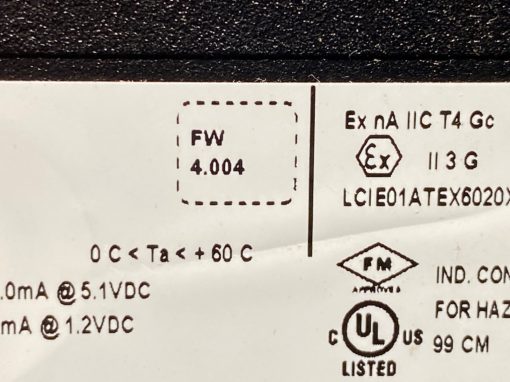 FW
4.004
0 C < Ta < + 60 C
.0mA @ 5.1VDC
mA @ 1.2VDC
Ex nA IIC T4 Gc
Ex II 3 G
LCIE01ATEX6020X
FM
APPROVED
IND. CON
FOR HAZ
C UL US
99 CM
LISTED